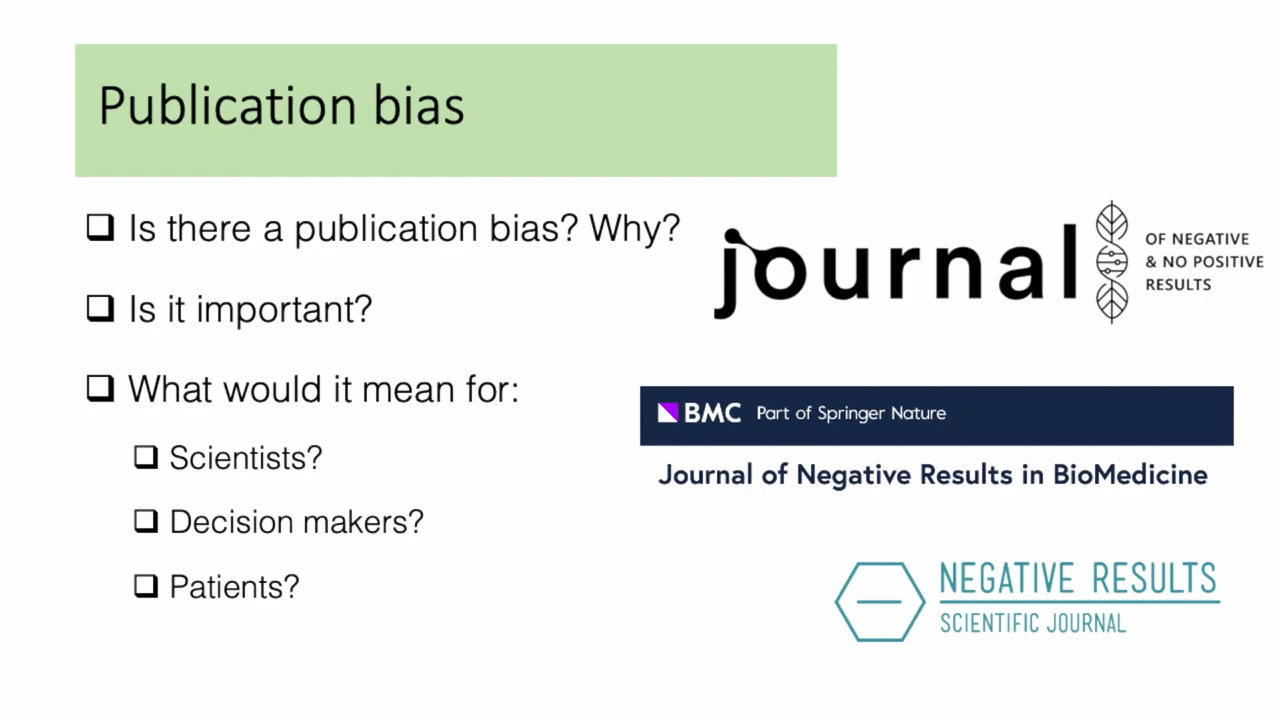 Publication bias
Is there a publication bias? Why?
Is it important?
What would it mean for:
Scientists?
Decision makers?
Patients?
journal
OF NEGATIVE
& NO POSITIVE
RESULTS
BMC Part of Springer Nature
Journal of Negative Results in BioMedicine
NEGATIVE RESULTS
SCIENTIFIC JOURNAL